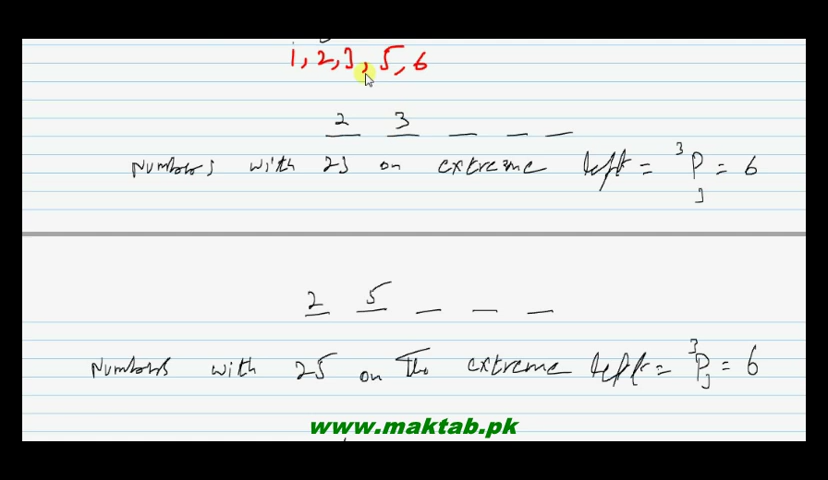 1, 2, 3, 5, 6
2 3 _ _ _
Numbers with 23 on extreme left = ³P₃ = 6
2 5 _ _ _
Numbers with 25 on the extreme left = ³P₃ = 6
www.maktab.pk